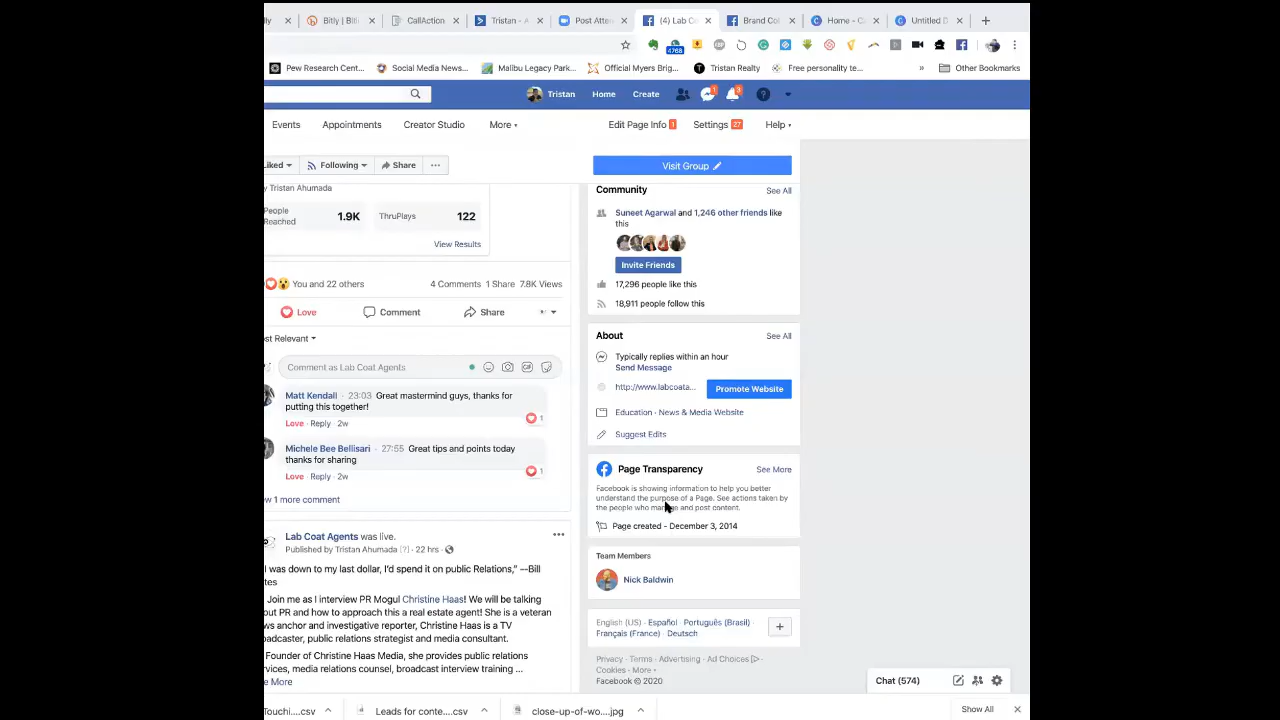 Bitly | Bitl
CallAction
Tristan - A
Post Atten
(4) Lab Co
Brand Col
Home - C
Untitled D
4768
Pew Research Cent...
Social Media News...
Malibu Legacy Park...
Official Myers Brig...
Tristan Realty
Free personality te...
»
Other Bookmarks
Tristan
Home
Create
Events
Appointments
Creator Studio
More
Edit Page Info 1
Settings 27
Help
Liked
Following
Share
...
Visit Group
y Tristan Ahumada
People
Reached
1.9K
ThruPlays
122
View Results
You and 22 others
4 Comments 1 Share 7.8K Views
Love
Comment
Share
ost Relevant
Comment as Lab Coat Agents
Matt Kendall · 23:03 Great mastermind guys, thanks for
putting this together!
1
Love · Reply · 2w
Michele Bee Bellisari · 27:55 Great tips and points today
thanks for sharing
1
Love · Reply · 2w
ew 1 more comment
Lab Coat Agents was live.
Published by Tristan Ahumada [?] · 22 hrs ·
I was down to my last dollar, I'd spend it on public Relations," --Bill
tes
Join me as I interview PR Mogul Christine Haas! We will be talking
out PR and how to approach this a real estate agent! She is a veteran
ws anchor and investigative reporter, Christine Haas is a TV
oadcaster, public relations strategist and media consultant.
Founder of Christine Haas Media, she provides public relations
rvices, media relations counsel, broadcast interview training ...
e More
Community
See All
Suneet Agarwal and 1,246 other friends like
this
Invite Friends
17,296 people like this
18,911 people follow this
About
See All
Typically replies within an hour
Send Message
http://www.labcoata...
Promote Website
Education · News & Media Website
Suggest Edits
Page Transparency
See More
Facebook is showing information to help you better
understand the purpose of a Page. See actions taken by
the people who manage and post content.
Page created - December 3, 2014
Team Members
Nick Baldwin
English (US) · Español · Português (Brasil) ·
Français (France) · Deutsch
Privacy · Terms · Advertising · Ad Choices ·
Cookies · More
Facebook © 2020
Chat (574)
Touchi....csv
Leads for conte....csv
close-up-of-wo....jpg
Show All